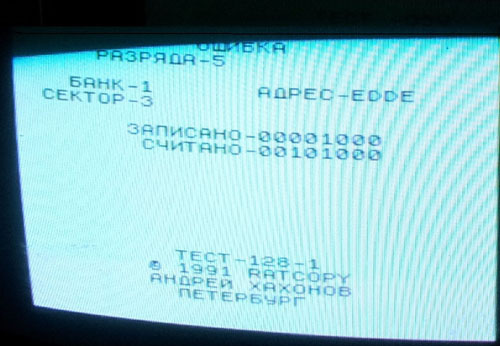 ОШИБКА
РАЗРЯДА-5
БАНК-1
СЕКТОР-3 АДРЕС-EDDE
ЗАПИСАНО-00001000
СЧИТАНО-00101000
ТЕСТ-128-1
© 1991 RATCOPY
АНДРЕЙ ХАХОНОВ
ПЕТЕРБУРГ